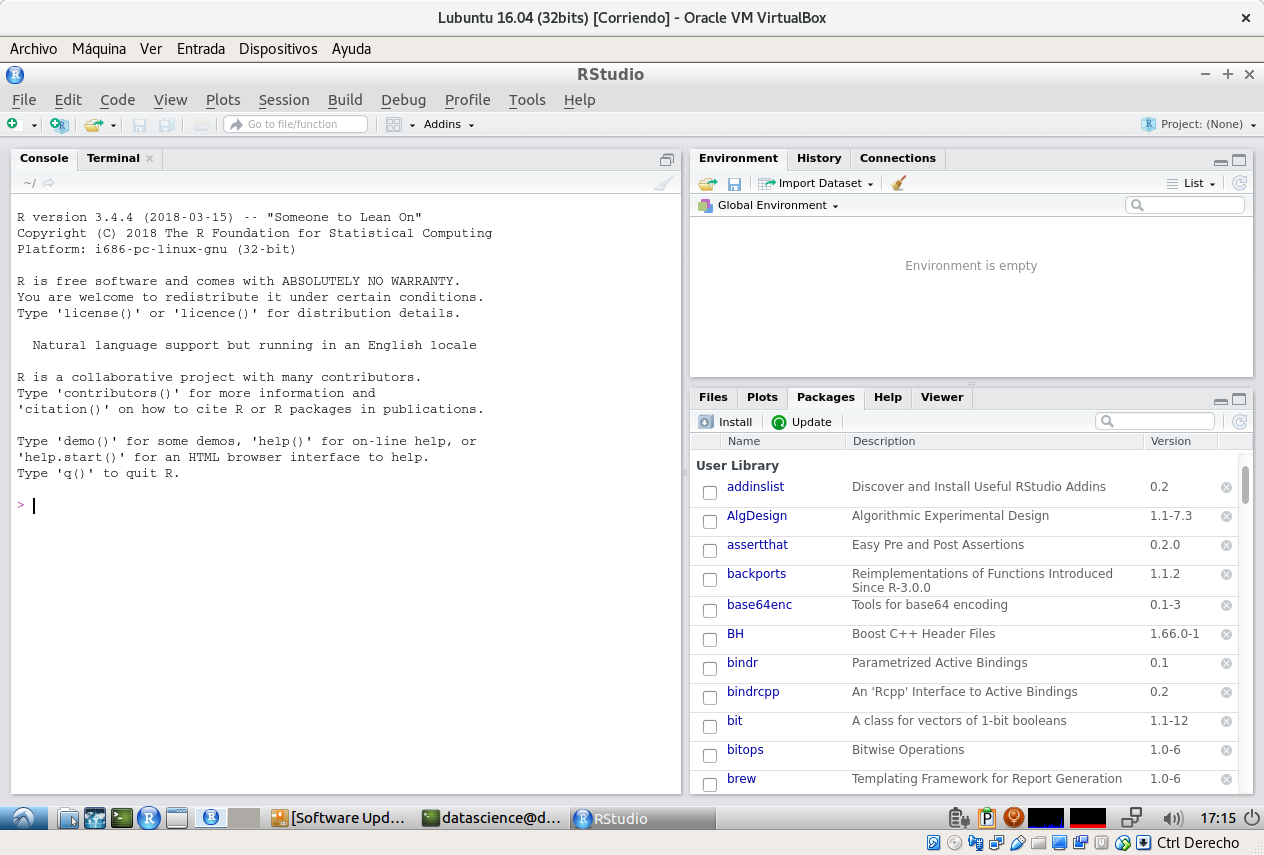 Lubuntu 16.04 (32bits) [Corriendo] - Oracle VM VirtualBox
Archivo Máquina Ver Entrada Dispositivos Ayuda
RStudio
File Edit Code View Plots Session Build Debug Profile Tools Help
Go to file/function Addins Project: (None)
Console Terminal
~/
R version 3.4.4 (2018-03-15) -- "Someone to Lean On"
Copyright (C) 2018 The R Foundation for Statistical Computing
Platform: i686-pc-linux-gnu (32-bit)
R is free software and comes with ABSOLUTELY NO WARRANTY.
You are welcome to redistribute it under certain conditions.
Type 'license()' or 'licence()' for distribution details.
Natural language support but running in an English locale
R is a collaborative project with many contributors.
Type 'contributors()' for more information and
'citation()' on how to cite R or R packages in publications.
Type 'demo()' for some demos, 'help()' for on-line help, or
'help.start()' for an HTML browser interface to help.
Type 'q()' to quit R.
>
Environment History Connections
Import Dataset List
Global Environment
Environment is empty
Files Plots Packages Help Viewer
Install Update
Name Description Version
User Library
addinslist Discover and Install Useful RStudio Addins 0.2
AlgDesign Algorithmic Experimental Design 1.1-7.3
assertthat Easy Pre and Post Assertions 0.2.0
backports Reimplementations of Functions Introduced 1.1.2
Since R-3.0.0
base64enc Tools for base64 encoding 0.1-3
BH Boost C++ Header Files 1.66.0-1
bindr Parametrized Active Bindings 0.1
bindrcpp An 'Rcpp' Interface to Active Bindings 0.2
bit A class for vectors of 1-bit booleans 1.1-12
bitops Bitwise Operations 1.0-6
brew Templating Framework for Report Generation 1.0-6
[Software Upd... datascience@d... RStudio 17:15
Ctrl Derecho